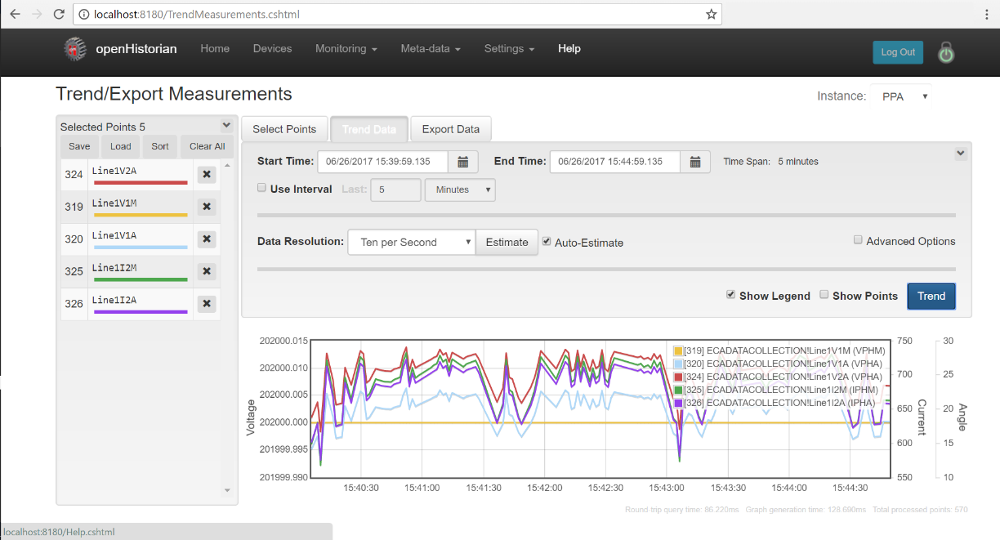 localhost:8180/TrendMeasurements.cshtml
openHistorian Home Devices Monitoring Meta-data Settings Help Log Out
Trend/Export Measurements
Instance: PPA
Selected Points 5
Save Load Sort Clear All
324 Line1V2A
319 Line1V1M
320 Line1V1A
325 Line1I2M
326 Line1I2A
Select Points Trend Data Export Data
Start Time: 06/26/2017 15:39:59.135 End Time: 06/26/2017 15:44:59.135 Time Span: 5 minutes
Use Interval Last: 5 Minutes
Data Resolution: Ten per Second Estimate Auto-Estimate Advanced Options
Show Legend Show Points Trend
Voltage
202000.015
202000.010
202000.005
202000.000
201999.995
201999.990
[319] ECADATACOLLECTION!Line1V1M (VPHM)
[320] ECADATACOLLECTION!Line1V1A (VPHA)
[324] ECADATACOLLECTION!Line1V2A (VPHA)
[325] ECADATACOLLECTION!Line1I2M (IPHM)
[326] ECADATACOLLECTION!Line1I2A (IPHA)
750
700
650
600
550
Current
30
25
20
15
10
Angle
15:40:30 15:41:00 15:41:30 15:42:00 15:42:30 15:43:00 15:43:30 15:44:00 15:44:30
Round-trip query time: 86.220ms Graph generation time: 128.690ms Total processed points: 570
localhost:8180/Help.cshtml